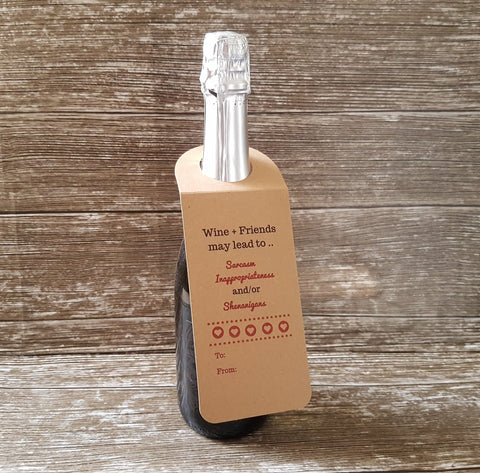 Wine + Friends
may lead to ..
Sarcasm
Inappropriateness
and/or
Shenanigans
To:
From: